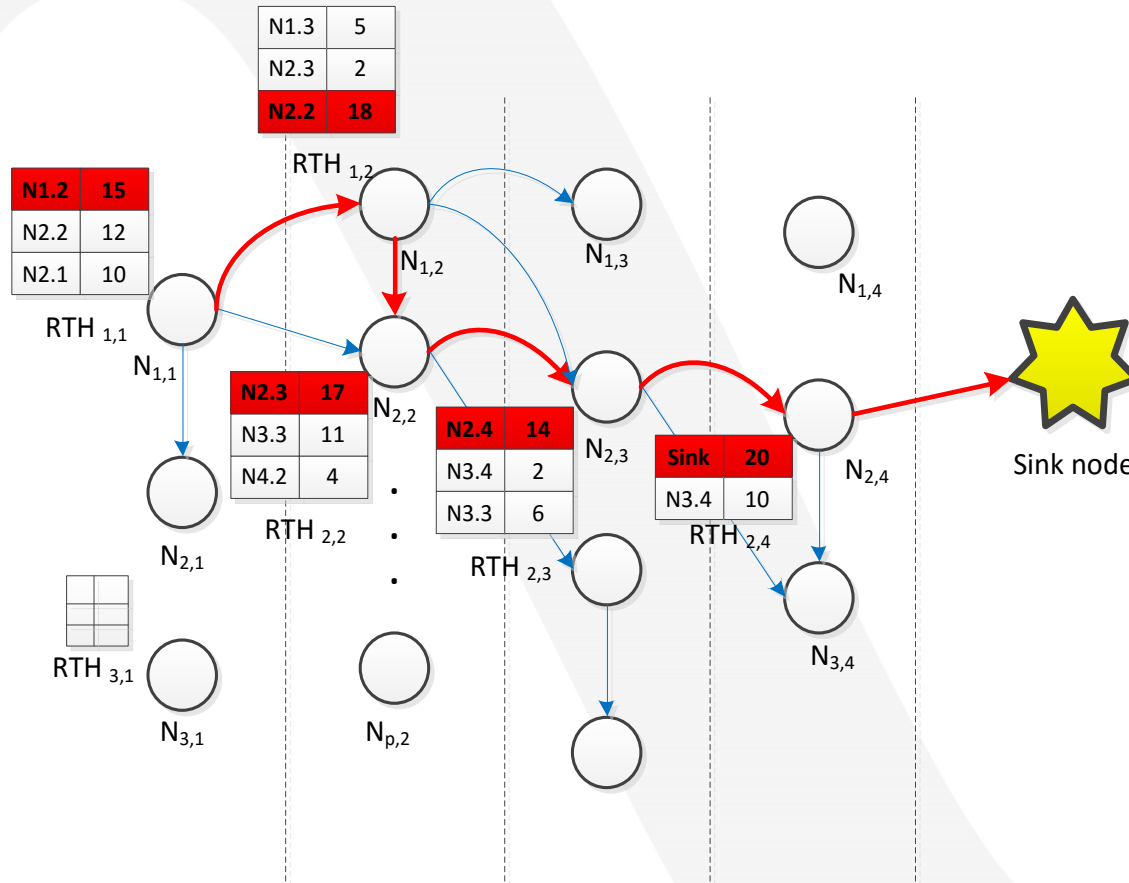 N1.3 5
N2.3 2
N2.2 18
RTH 1,2
N1.2 15
N2.2 12
N2.1 10
RTH 1,1
N1,1
N1,2
N1,3
N1,4
N2.3 17
N3.3 11
N4.2 4
RTH 2,2
N2,2
N2.4 14
N3.4 2
N3.3 6
RTH 2,3
N2,3
Sink 20
N3.4 10
RTH 2,4
N2,4
Sink node
N2,1
RTH 3,1
N3,1
Np,2
N3,4